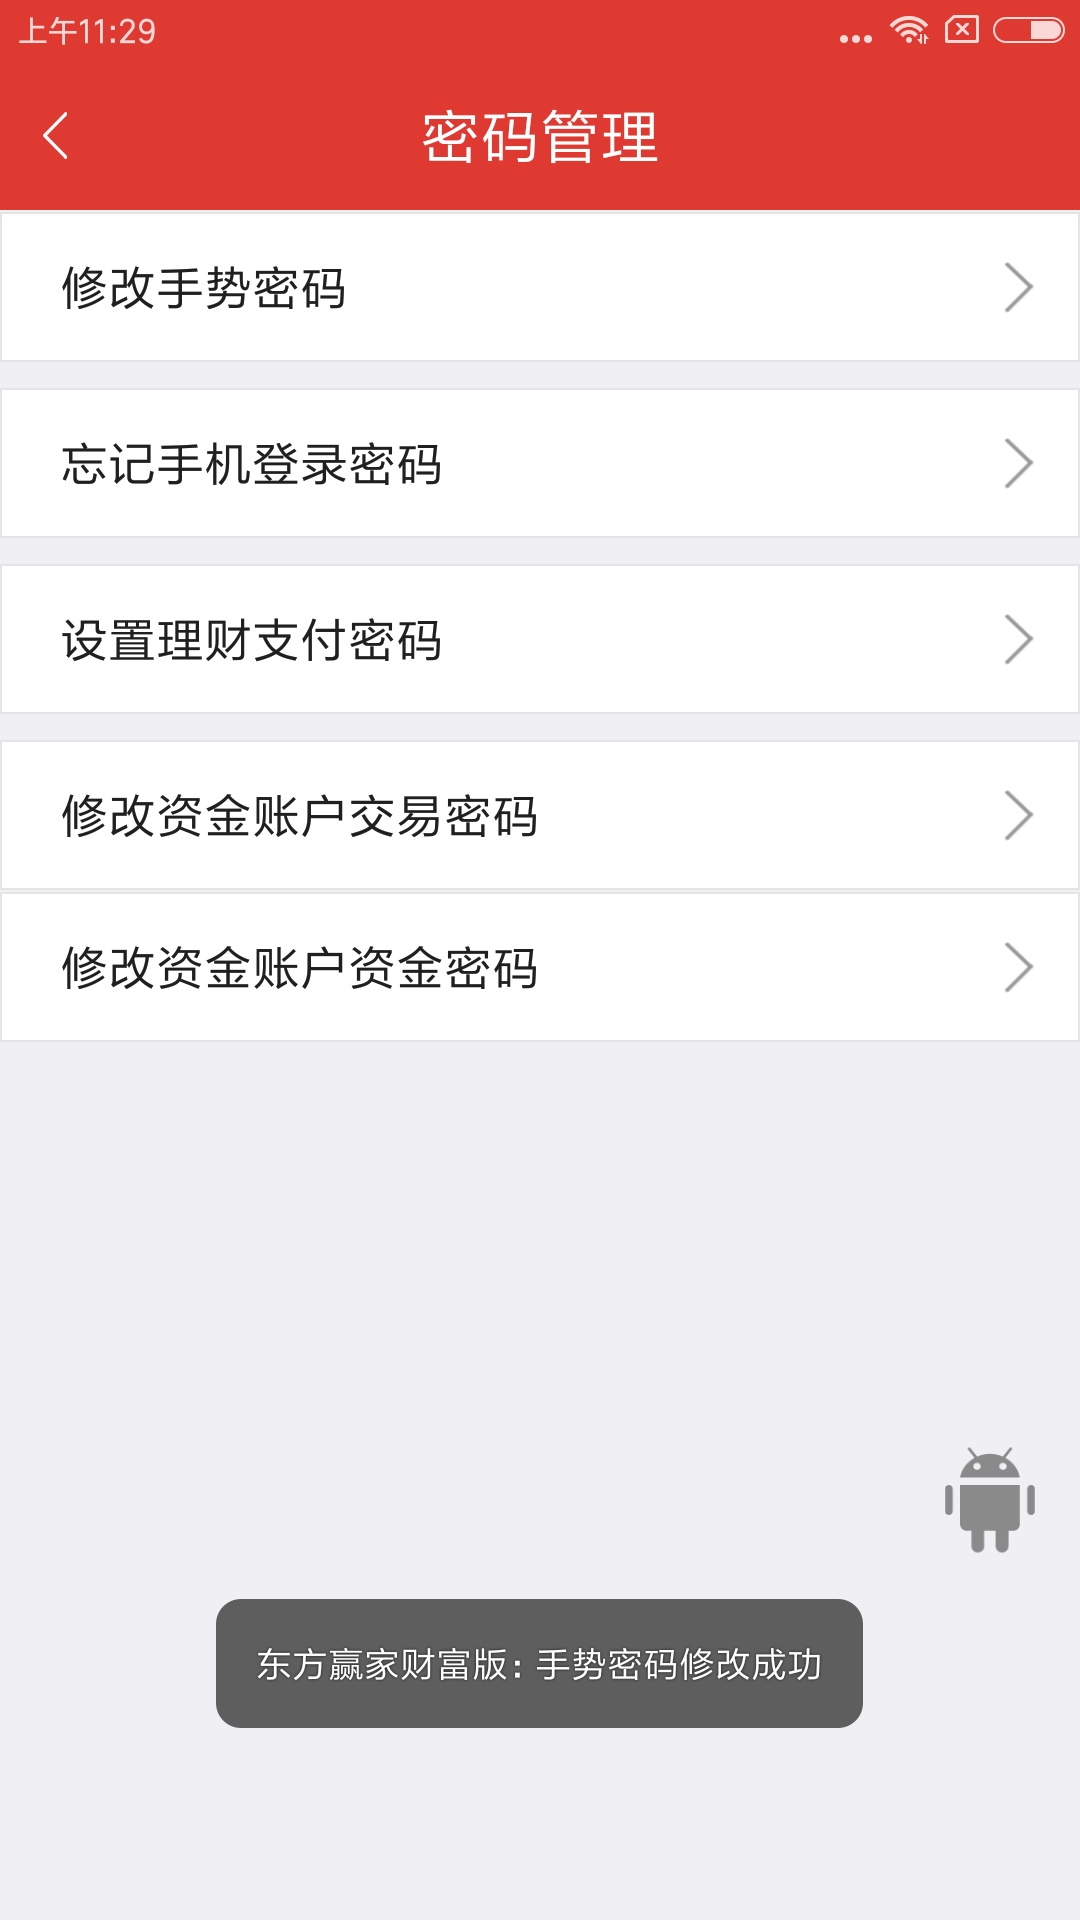 上午11:29
密码管理
修改手势密码
忘记手机登录密码
设置理财支付密码
修改资金账户交易密码
修改资金账户资金密码
东方赢家财富版: 手势密码修改成功